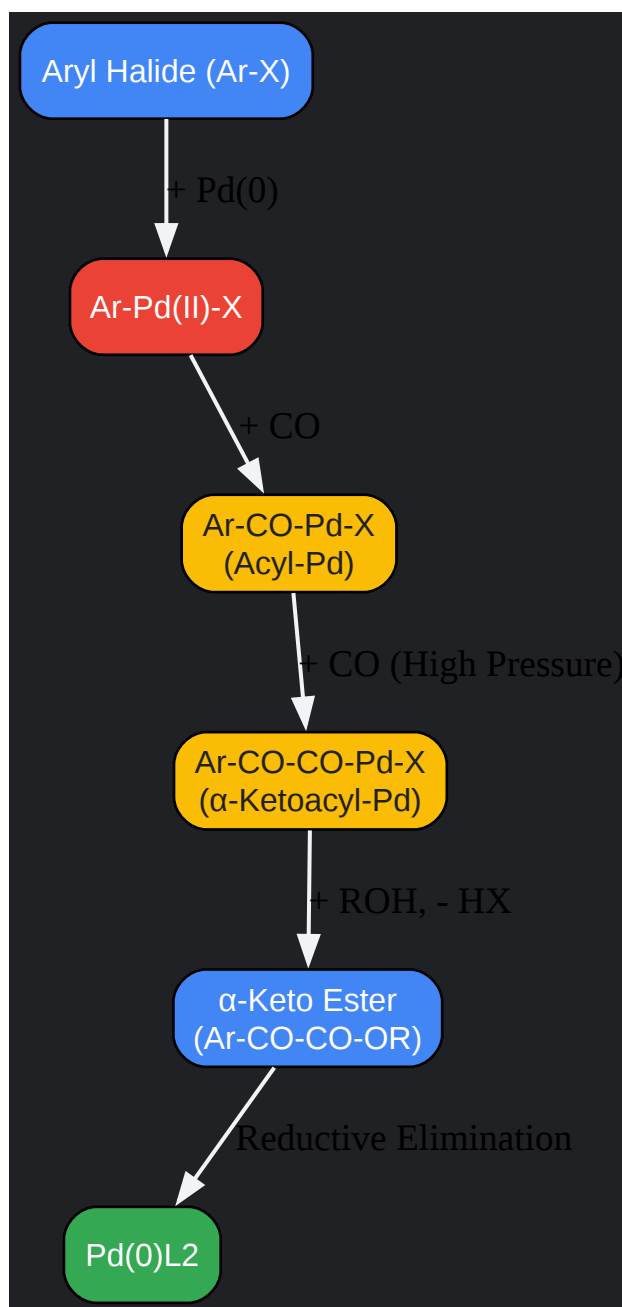 Aryl Halide (Ar-X)
+ Pd(0)
Ar-Pd(II)-X
+ CO
Ar-CO-Pd-X
(Acyl-Pd)
+ CO (High Pressure)
Ar-CO-CO-Pd-X
(α-Ketoacyl-Pd)
+ ROH, - HX
α-Keto Ester
(Ar-CO-CO-OR)
Reductive Elimination
Pd(0)L2